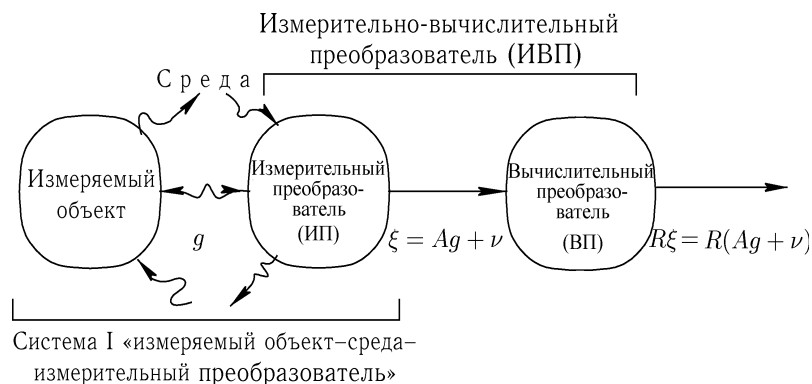 Измерительно-вычислительный
преобразователь (ИВП)
Среда
Измеряемый
объект
g
Измерительный
преобразо-
ватель
(ИП)
ξ = Ag + ν
Вычислительный
преобразо-
ватель
(ВП)
Rξ = R(Ag + ν)
Система I «измеряемый объект–среда–
измерительный преобразователь»